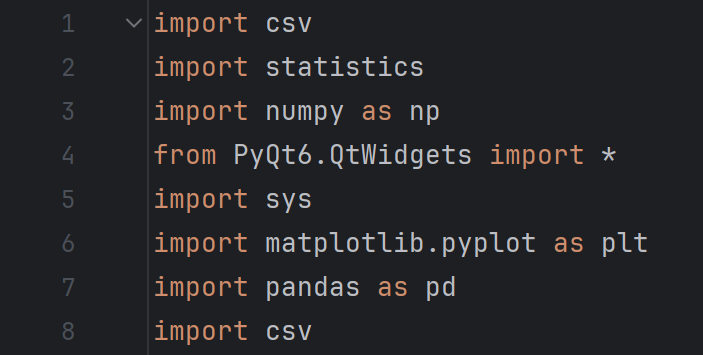 1 import csv
2 import statistics
3 import numpy as np
4 from PyQt6.QtWidgets import *
5 import sys
6 import matplotlib.pyplot as plt
7 import pandas as pd
8 import csv